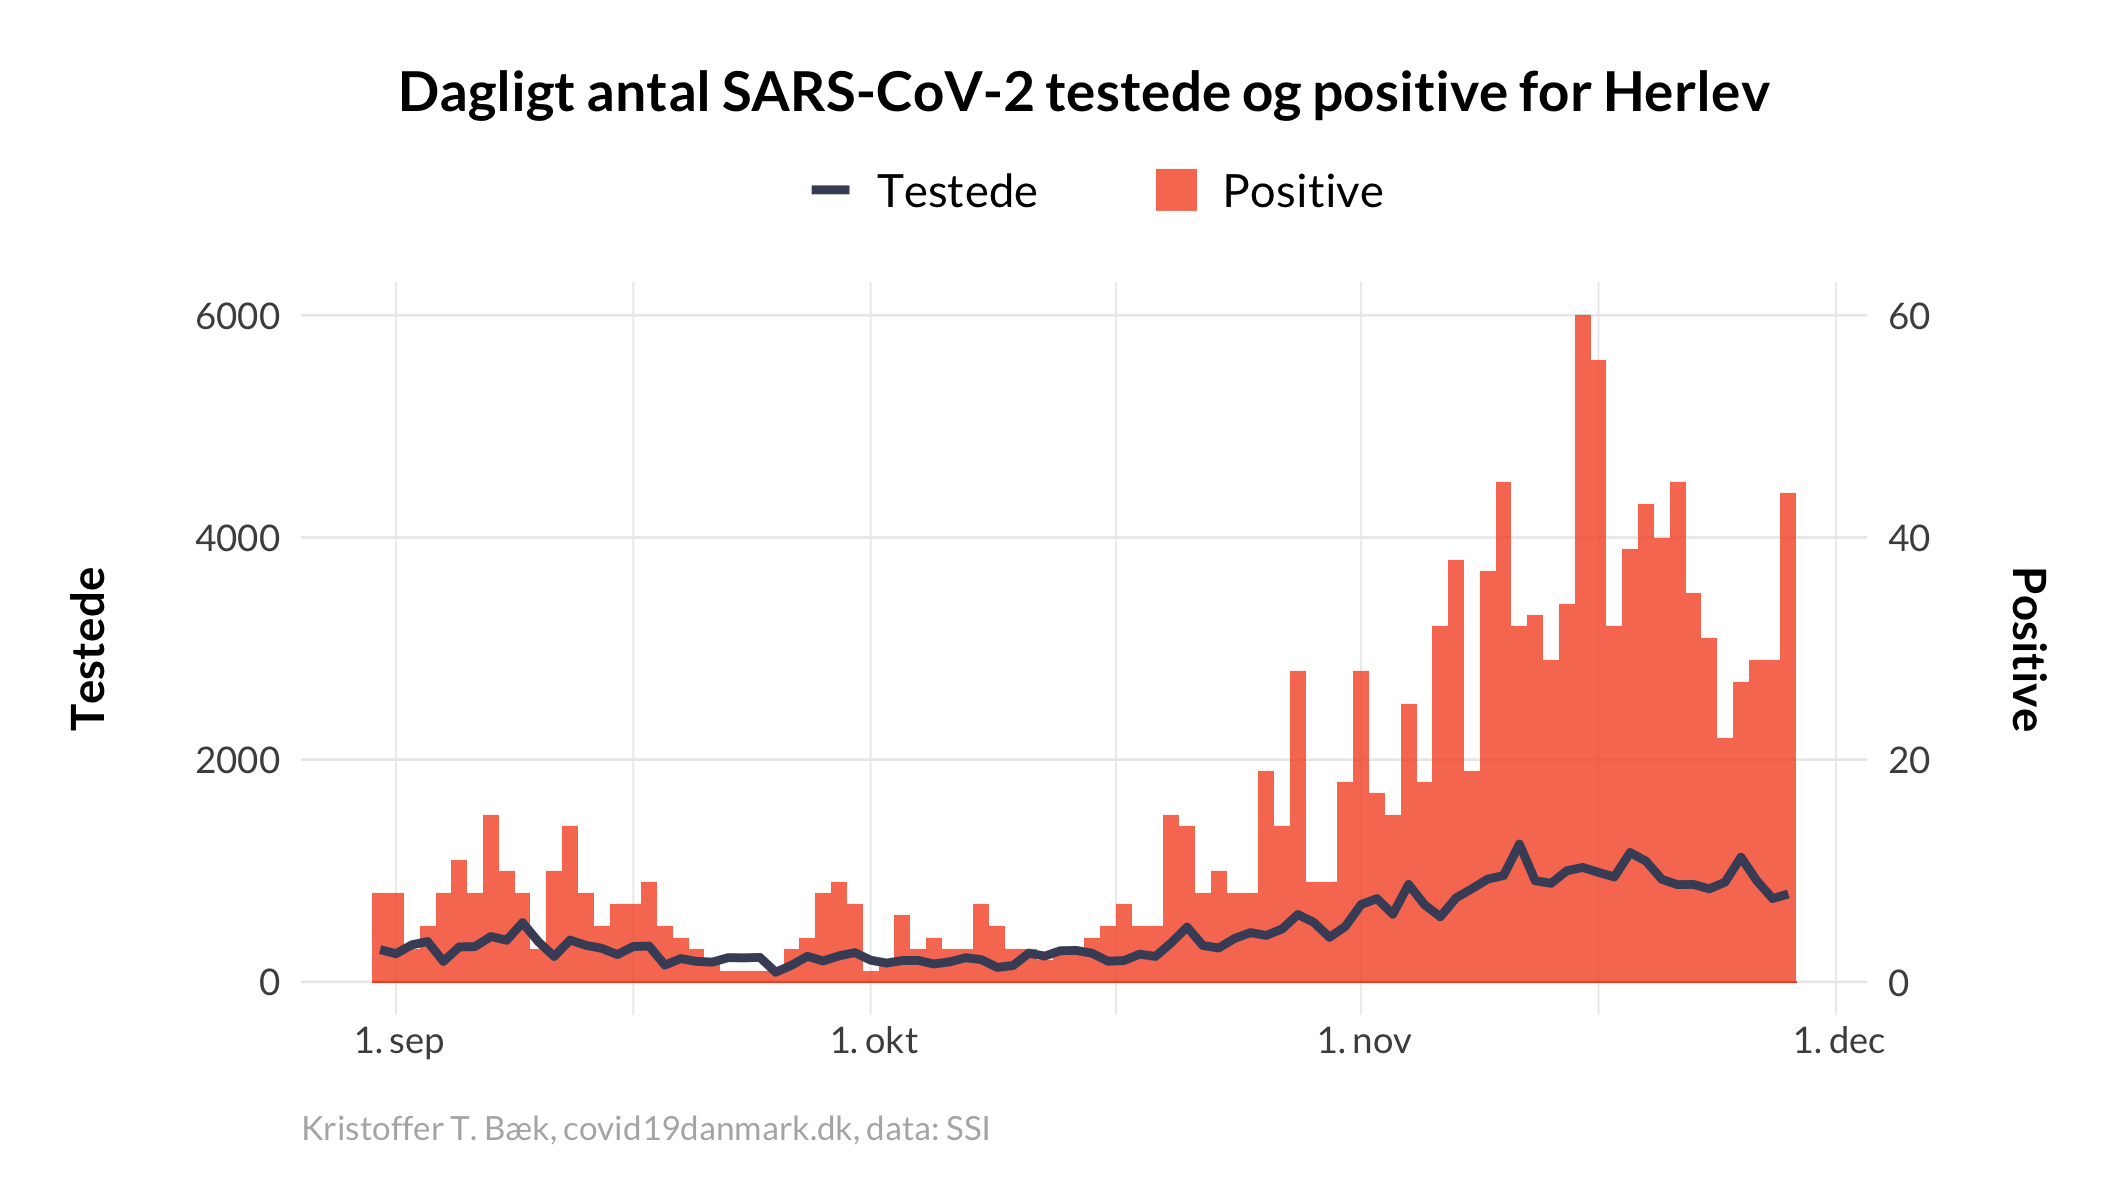 Dagligt antal SARS-CoV-2 testede og positive for Herlev
Testede
Positive
6000
4000
2000
0
60
40
20
0
Testede
Positive
1. sep
1. okt
1. nov
1. dec
Kristoffer T. Bæk, covid19danmark.dk, data: SSI